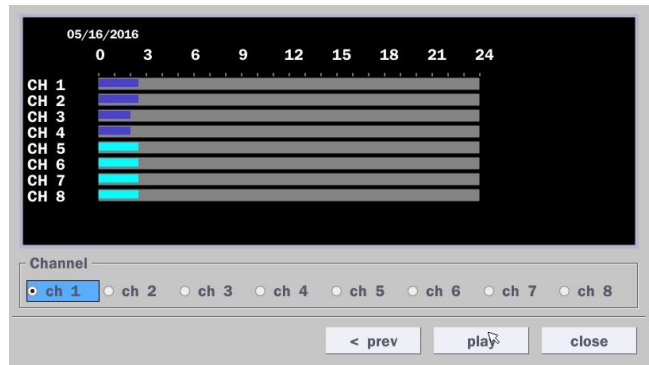 05/16/2016
0 3 6 9 12 15 18 21 24
CH 1
CH 2
CH 3
CH 4
CH 5
CH 6
CH 7
CH 8
Channel
ch 1 ch 2 ch 3 ch 4 ch 5 ch 6 ch 7 ch 8
< prev play close